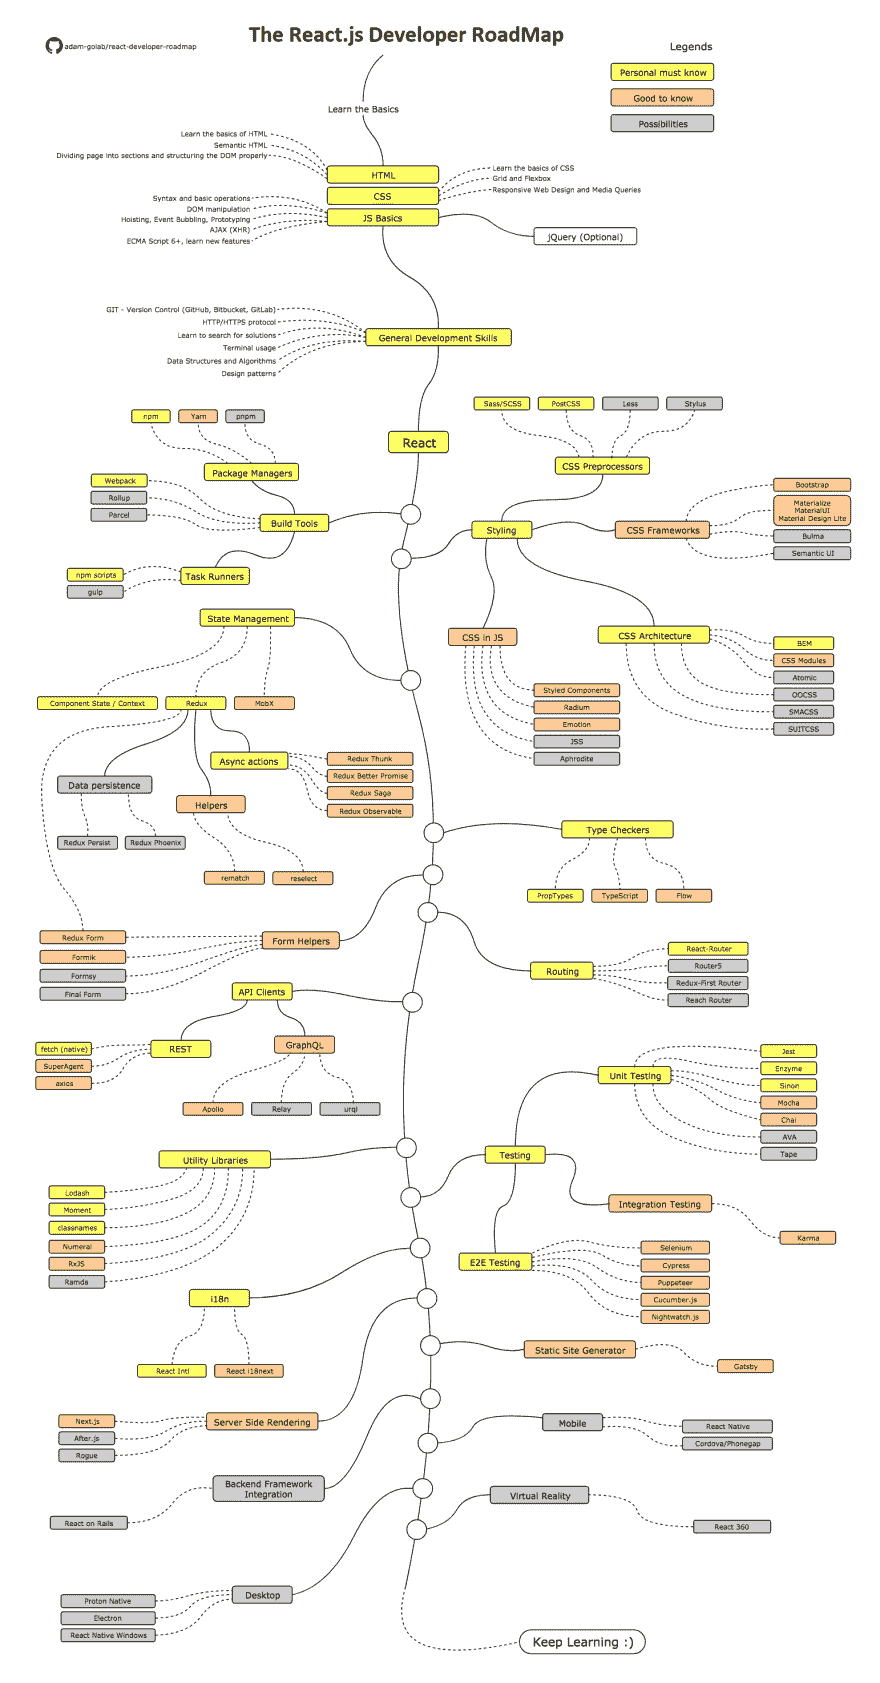 The React.js Developer RoadMap
adam-golab/react-developer-roadmap
Legends
Personal must know
Good to know
Possibilities
Learn the Basics
Learn the basics of HTML
Semantic HTML
Dividing page into sections and structuring the DOM properly
HTML
Learn the basics of CSS
Grid and Flexbox
Responsive Web Design and Media Queries
CSS
Syntax and basic operations
DOM manipulation
Hoisting, Event Bubbling, Prototyping
AJAX (XHR)
ECMA Script 6+, learn new features
JS Basics
jQuery (Optional)
GIT - Version Control (GitHub, Bitbucket, GitLab)
HTTP/HTTPS protocol
Learn to search for solutions
Terminal usage
Data Structures and Algorithms
Design patterns
General Development Skills
React
npm
Yarn
pnpm
Package Managers
Webpack
Rollup
Parcel
Build Tools
npm scripts
gulp
Task Runners
Sass/SCSS
PostCSS
Less
Stylus
CSS Preprocessors
Styling
CSS Frameworks
Bootstrap
Materialize
MaterialUI
Material Design Lite
Bulma
Semantic UI
CSS in JS
Styled Components
Radium
Emotion
JSS
Aphrodite
CSS Architecture
BEM
CSS Modules
Atomic
OOCSS
SMACSS
SUITCSS
State Management
Component State / Context
Redux
MobX
Async actions
Redux Thunk
Redux Better Promise
Redux Saga
Redux Observable
Data persistence
Redux Persist
Redux Phoenix
Helpers
rematch
reselect
Type Checkers
PropTypes
TypeScript
Flow
Form Helpers
Redux Form
Formik
Formsy
Final Form
Routing
React-Router
Router5
Redux-First Router
Reach Router
API Clients
REST
fetch (native)
SuperAgent
axios
GraphQL
Apollo
Relay
urql
Testing
Unit Testing
Jest
Enzyme
Sinon
Mocha
Chai
AVA
Tape
Integration Testing
Karma
E2E Testing
Selenium
Cypress
Puppeteer
Cucumber.js
Nightwatch.js
Utility Libraries
Lodash
Moment
classnames
Numeral
RxJS
Ramda
i18n
React Intl
React i18next
Static Site Generator
Gatsby
Server Side Rendering
Next.js
After.js
Rogue
Mobile
React Native
Cordova/Phonegap
Backend Framework
Integration
React on Rails
Virtual Reality
React 360
Desktop
Proton Native
Electron
React Native Windows
Keep Learning :)